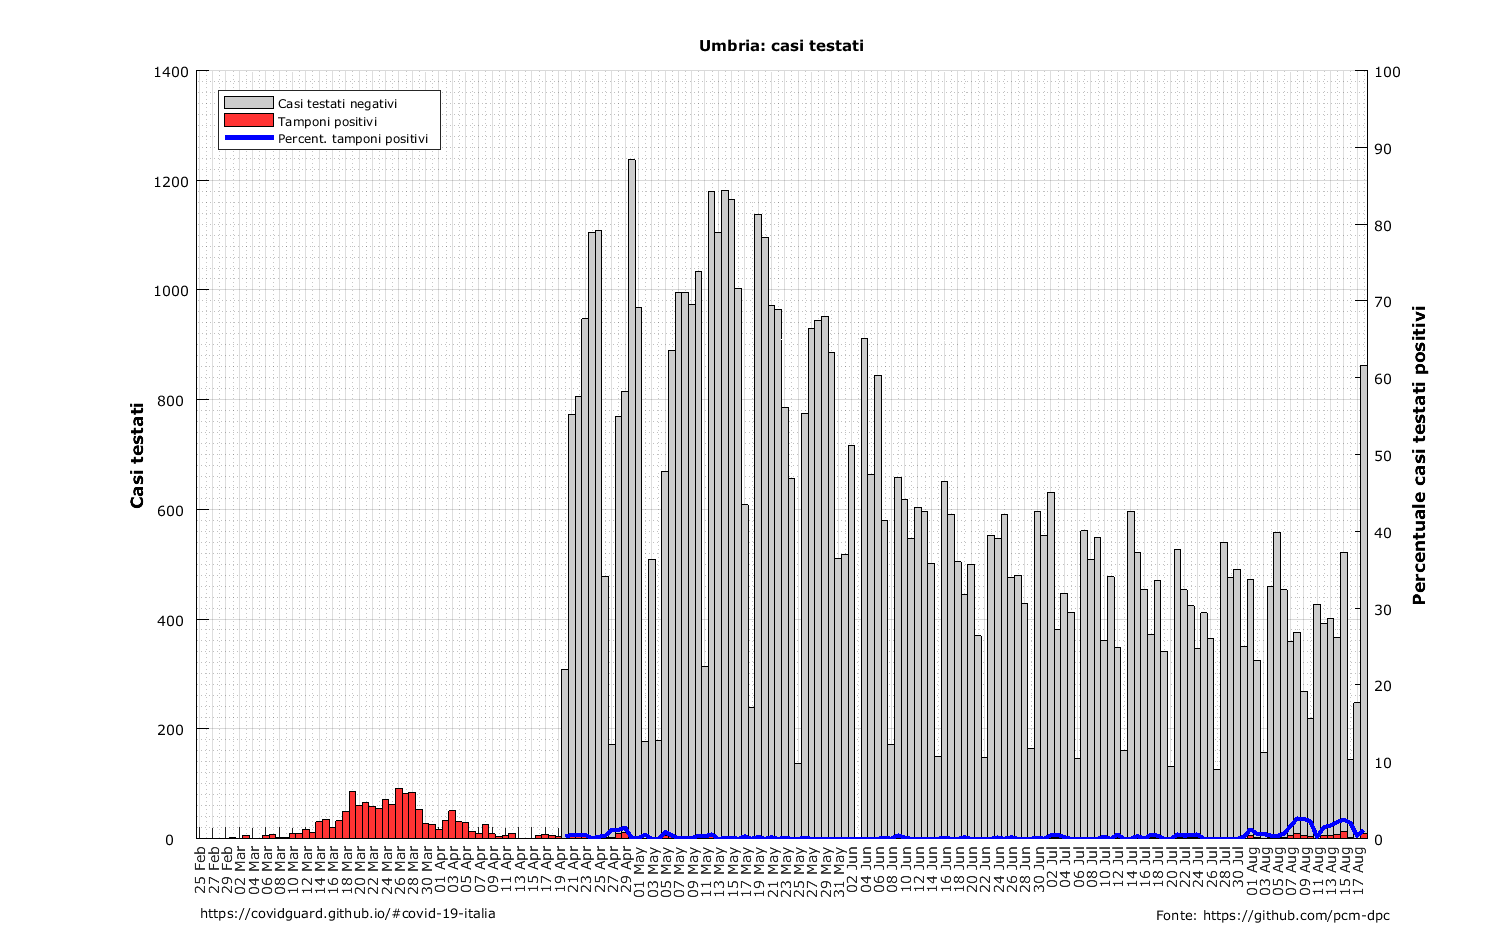 Umbria: casi testati
1400
1200
1000
800
600
400
200
0
100
90
80
70
60
50
40
30
20
10
0
Casi testati negativi
Tamponi positivi
Percent. tamponi positivi
Casi testati
Percentuale casi testati positivi
25 Feb
27 Feb
29 Feb
02 Mar
04 Mar
06 Mar
08 Mar
10 Mar
12 Mar
14 Mar
16 Mar
18 Mar
20 Mar
22 Mar
24 Mar
26 Mar
28 Mar
30 Mar
01 Apr
03 Apr
05 Apr
07 Apr
09 Apr
11 Apr
13 Apr
15 Apr
17 Apr
19 Apr
21 Apr
23 Apr
25 Apr
27 Apr
29 Apr
01 May
03 May
05 May
07 May
09 May
11 May
13 May
15 May
17 May
19 May
21 May
23 May
25 May
27 May
29 May
31 May
02 Jun
04 Jun
06 Jun
08 Jun
10 Jun
12 Jun
14 Jun
16 Jun
18 Jun
20 Jun
22 Jun
24 Jun
26 Jun
28 Jun
30 Jun
02 Jul
04 Jul
06 Jul
08 Jul
10 Jul
12 Jul
14 Jul
16 Jul
18 Jul
20 Jul
22 Jul
24 Jul
26 Jul
28 Jul
30 Jul
01 Aug
03 Aug
05 Aug
07 Aug
09 Aug
11 Aug
13 Aug
15 Aug
17 Aug
https://covidguard.github.io/#covid-19-italia
Fonte: https://github.com/pcm-dpc